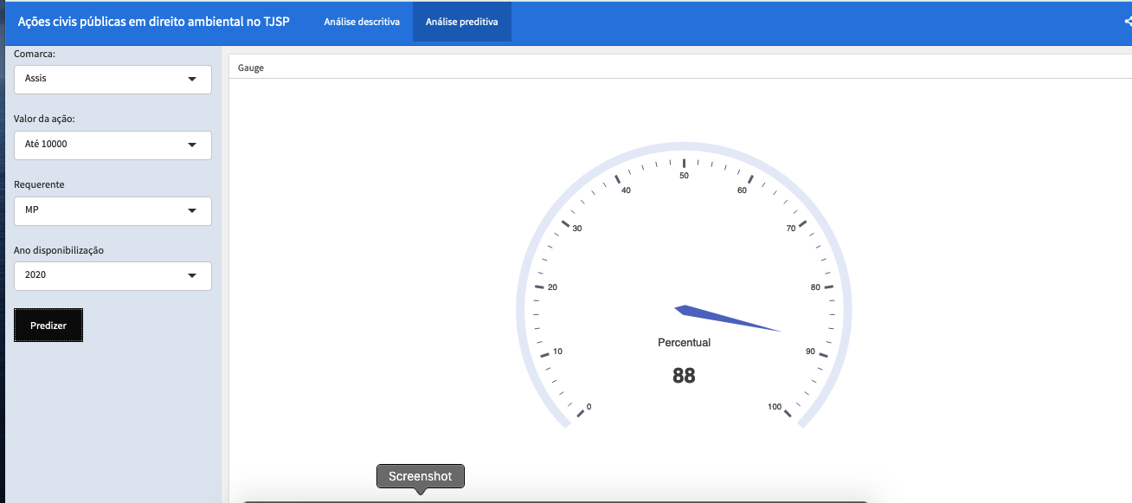 Ações civis públicas em direito ambiental no TJSP
Análise descritiva
Análise preditiva
Comarca:
Assis
Valor da ação:
Até 10000
Requerente
MP
Ano disponibilização
2020
Predizer
Gauge
0
10
20
30
40
50
60
70
80
90
100
Percentual
88
Screenshot